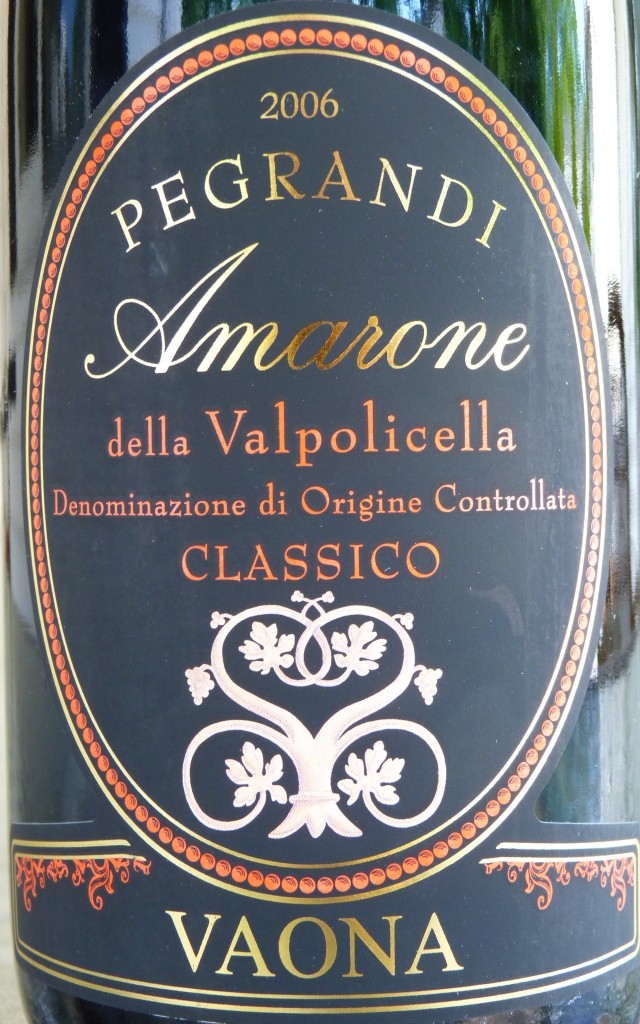 2006
PEGRANDI
Amarone
della Valpolicella
Denominazione di Origine Controllata
CLASSICO
VAONA